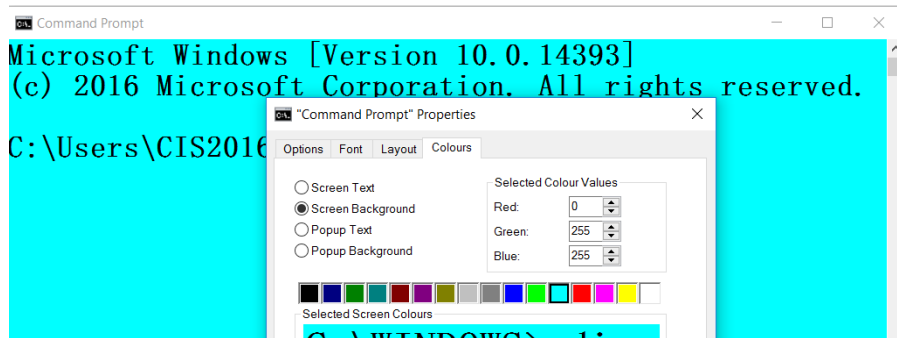 Command Prompt
Microsoft Windows [Version 10.0.14393]
(c) 2016 Microsoft Corporation. All rights reserved.
"Command Prompt" Properties
C:\Users\CIS2016
Options Font Layout Colours
Screen Text
Screen Background
Popup Text
Popup Background
Selected Colour Values
Red: 0
Green: 255
Blue: 255
Selected Screen Colours